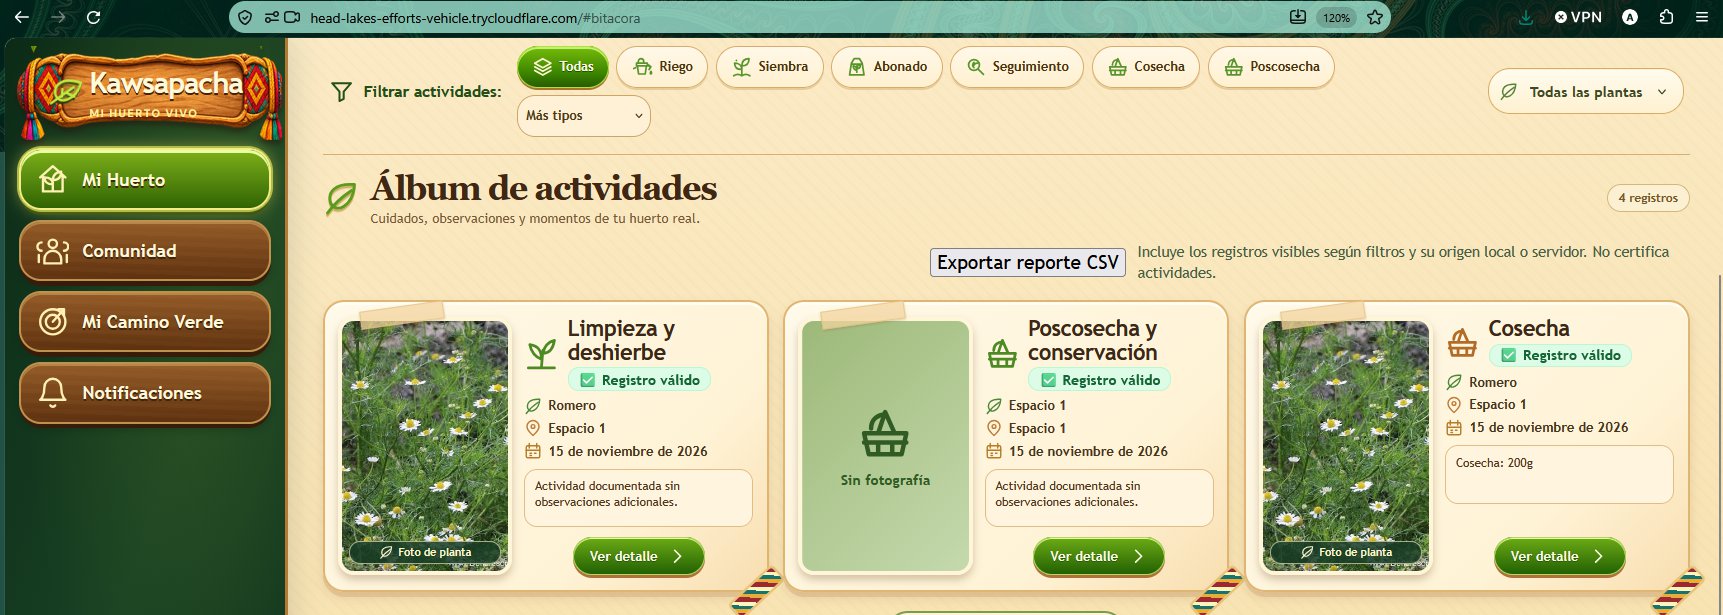 head-lakes-efforts-vehicle.trycloudflare.com/#bitacora
120%
VPN
A
Kawsapacha
MI HUERTO VIVO
Mi Huerto
Comunidad
Mi Camino Verde
Notificaciones
Filtrar actividades:
Todas
Riego
Siembra
Abonado
Seguimiento
Cosecha
Poscosecha
Más tipos
Todas las plantas
Álbum de actividades
Cuidados, observaciones y momentos de tu huerto real.
4 registros
Exportar reporte CSV
Incluye los registros visibles según filtros y su origen local o servidor. No certifica
actividades.
Limpieza y
deshierbe
Registro válido
Romero
Espacio 1
15 de noviembre de 2026
Actividad documentada sin
observaciones adicionales.
Foto de planta
Ver detalle
Sin fotografía
Poscosecha y
conservación
Registro válido
Espacio 1
Espacio 1
15 de noviembre de 2026
Actividad documentada sin
observaciones adicionales.
Ver detalle
Cosecha
Registro válido
Romero
Espacio 1
15 de noviembre de 2026
Cosecha: 200g
Foto de planta
Ver detalle